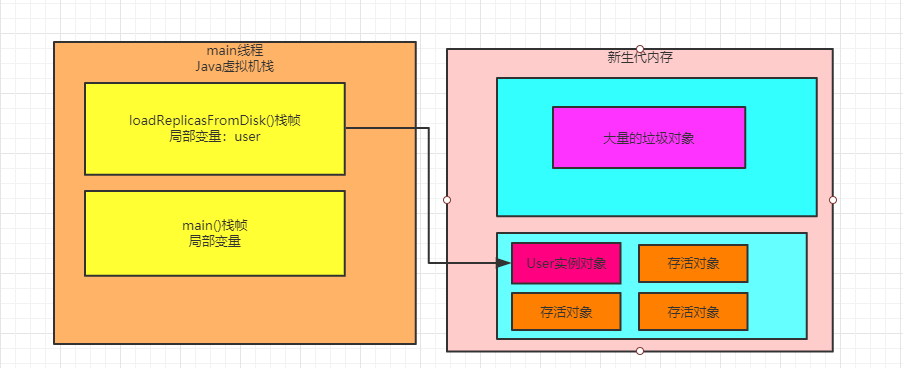 main线程
Java虚拟机栈
loadReplicasFromDisk()栈帧
局部变量：user
main()栈帧
局部变量
新生代内存
大量的垃圾对象
User实例对象
存活对象
存活对象
存活对象